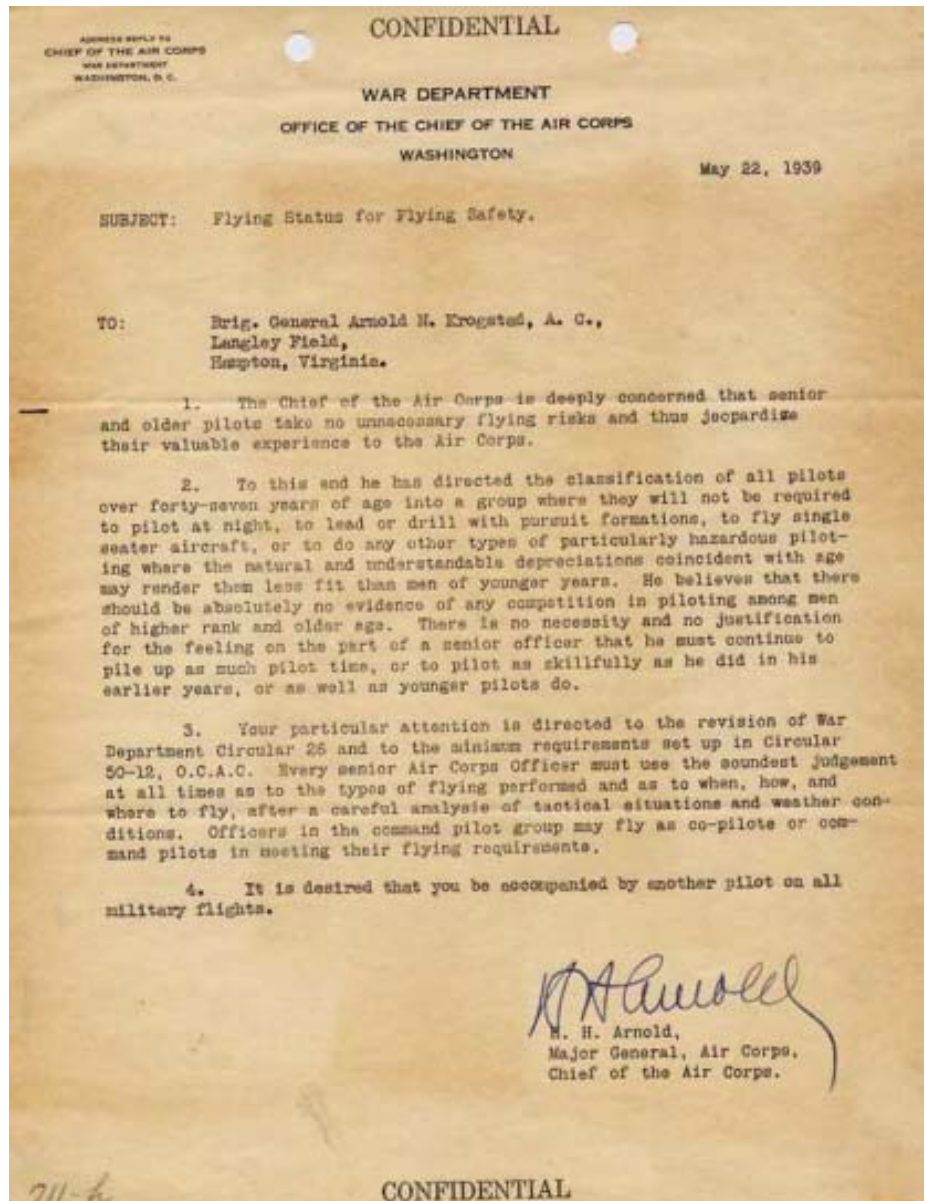 CONFIDENTIAL
ADDRESS REPLY TO
CHIEF OF THE AIR CORPS
WAR DEPARTMENT
WASHINGTON, D. C.
WAR DEPARTMENT
OFFICE OF THE CHIEF OF THE AIR CORPS
WASHINGTON
May 22, 1939
SUBJECT: Flying Status for Flying Safety.
TO: Brig. General Arnold N. Krogstad, A. C.,
Langley Field,
Hampton, Virginia.
1. The Chief of the Air Corps is deeply concerned that senior
and older pilots take no unnecessary flying risks and thus jeopardize
their valuable experience to the Air Corps.
2. To this end he has directed the classification of all pilots
over forty-seven years of age into a group where they will not be required
to pilot at night, to lead or drill with pursuit formations, to fly single
seater aircraft, or to do any other types of particularly hazardous pilot-
ing where the natural and understandable depreciations coincident with age
may render them less fit than men of younger years. He believes that there
should be absolutely no evidence of any competition in piloting among men
of higher rank and older age. There is no necessity and no justification
for the feeling on the part of a senior officer that he must continue to
pile up as much pilot time, or to pilot as skillfully as he did in his
earlier years, or as well as younger pilots do.
3. Your particular attention is directed to the revision of War
Department Circular 26 and to the minimum requirements set up in Circular
50-12, O.C.A.C. Every senior Air Corps Officer must use the soundest judgement
at all times as to the types of flying performed and as to when, how, and
where to fly, after a careful analysis of tactical situations and weather con-
ditions. Officers in the command pilot group may fly as co-pilots or com-
mand pilots in meeting their flying requirements.
4. It is desired that you be accompanied by another pilot on all
military flights.
H H Arnold
H. H. Arnold,
Major General, Air Corps,
Chief of the Air Corps.
CONFIDENTIAL